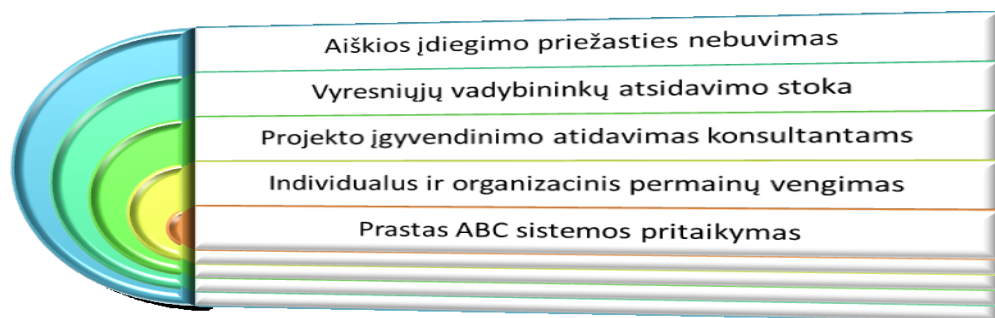 Aiškios įdiegimo priežasties nebuvimas
Vyresniųjų vadybininkų atsidavimo stoka
Projekto įgyvendinimo atidavimas konsultantams
Individualus ir organizacinis permainų vengimas
Prastas ABC sistemos pritaikymas